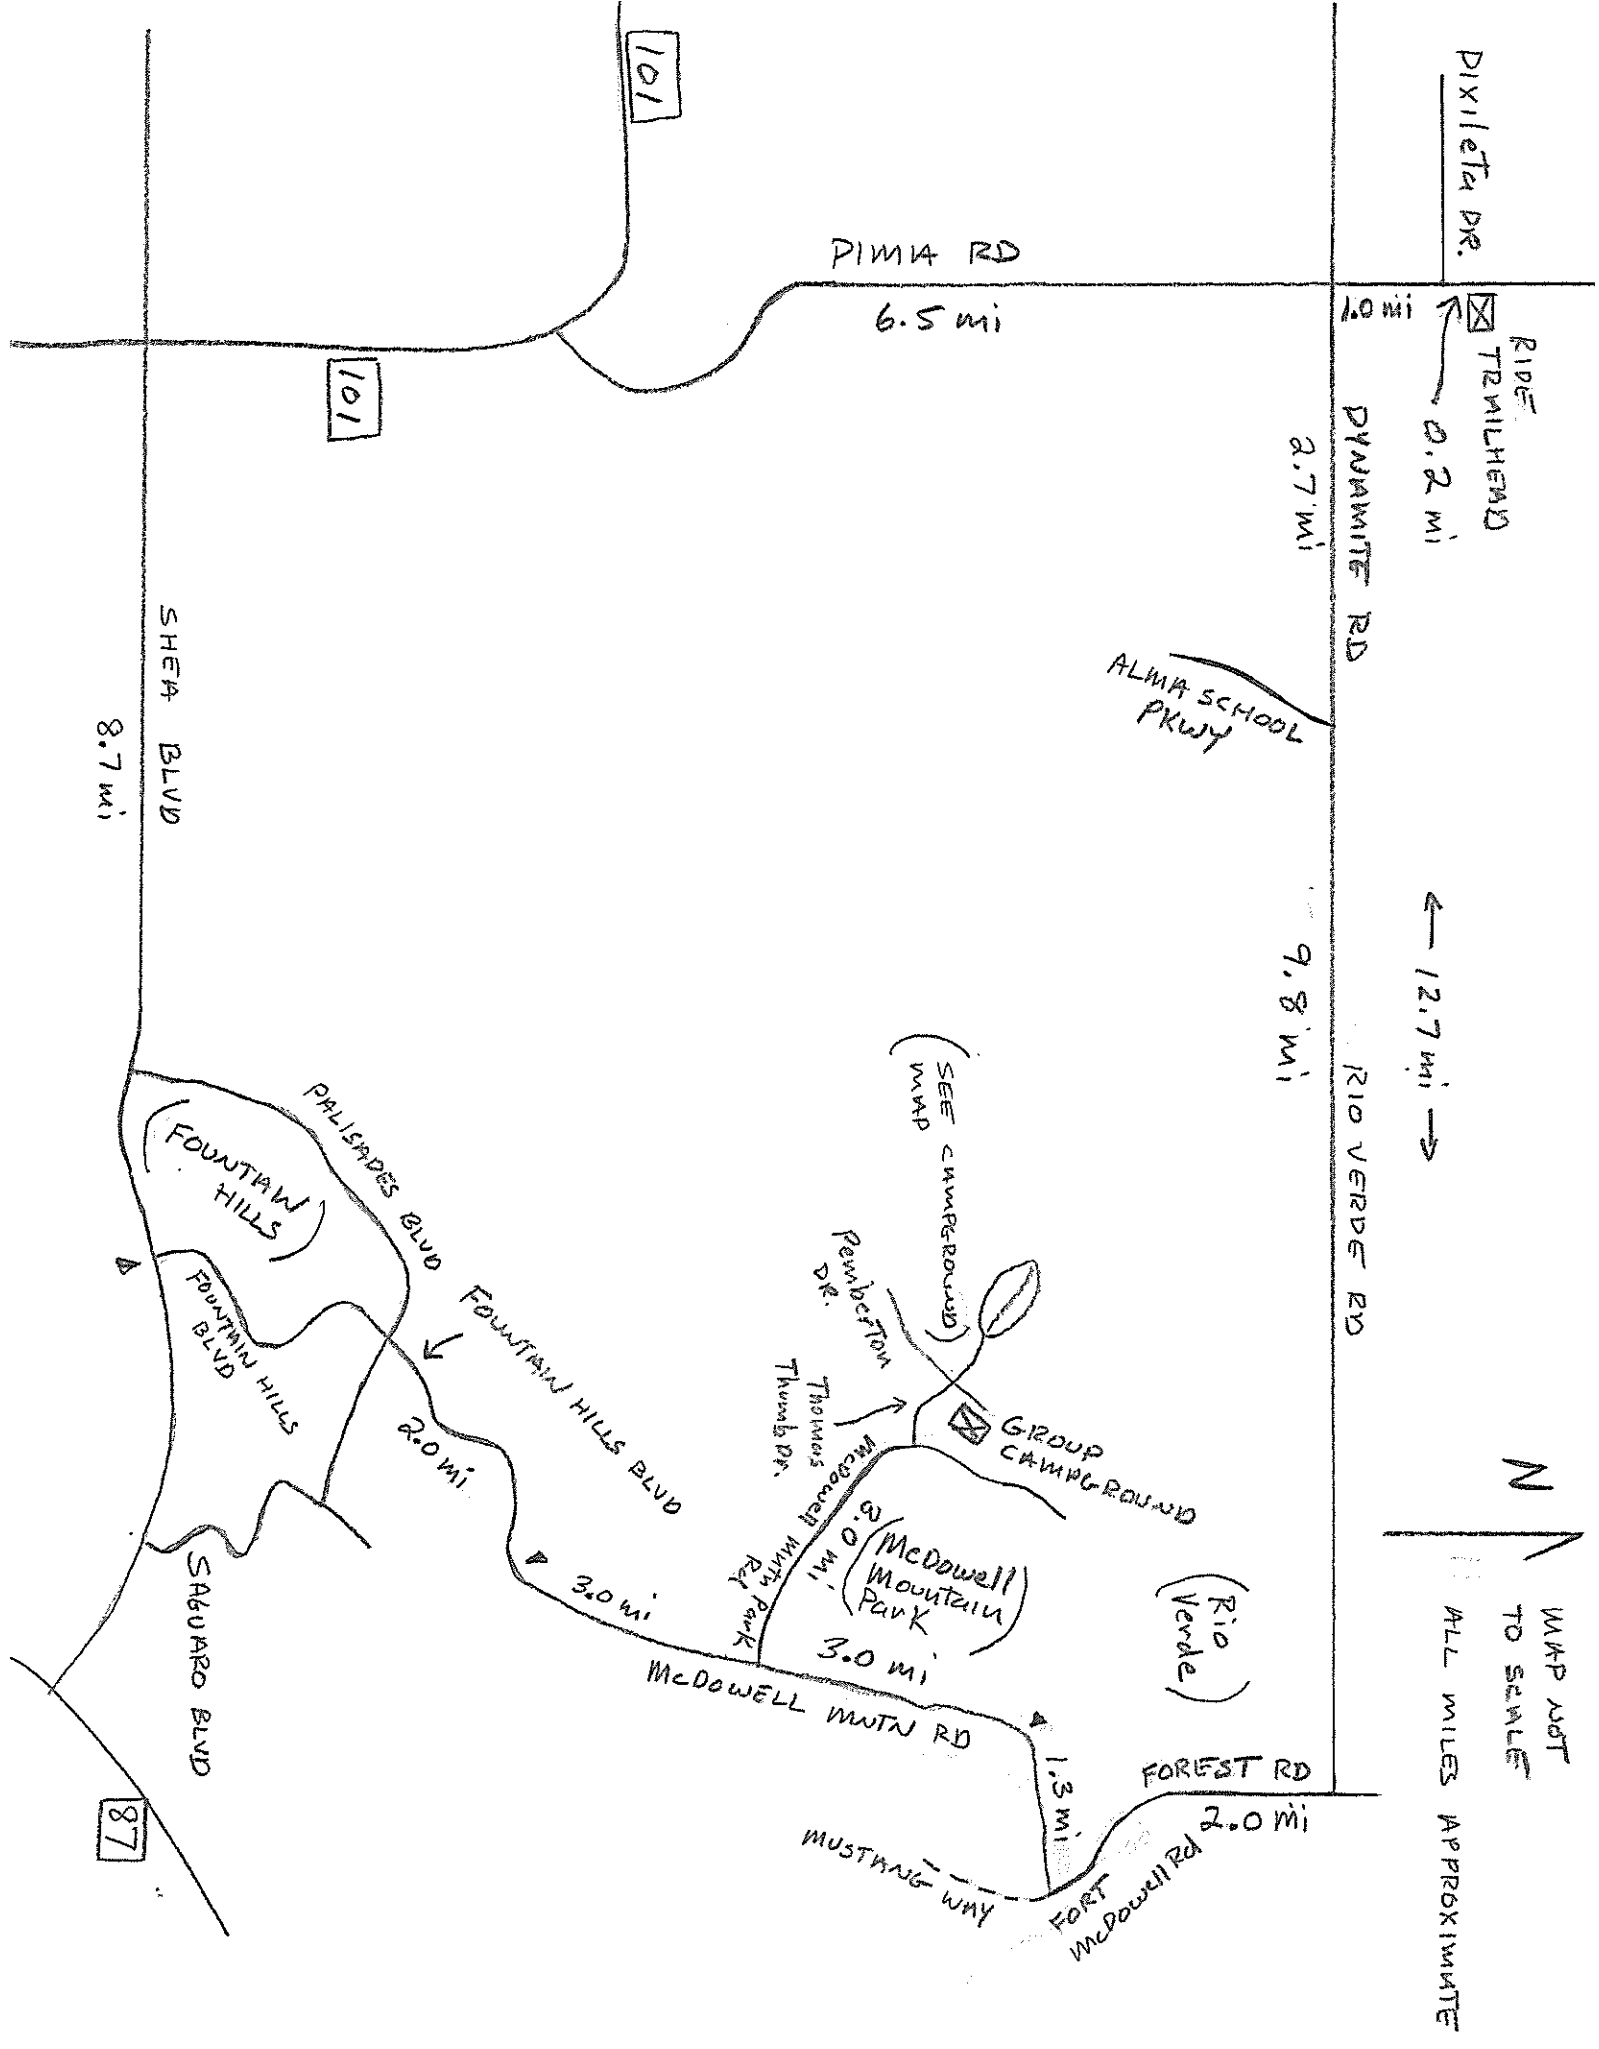 DIXILETA DR.
1.0 mi
RIDE
TRAILHEAD
0.2 mi
101
PIMA RD
6.5 mi
101
DYNAMITE RD
2.7 mi
ALMA SCHOOL
PKWY
← 12.7 mi →
9.8 mi
RIO VERDE RD
N
MAP NOT
TO SCALE
ALL MILES APPROXIMATE
SHEA BLVD
8.7 mi
(SEE CAMPGROUND)
MAP
Pemberton
DR.
Thomas
Thumb Dr.
GROUP
CAMPGROUND
McDowell Mntn Park
Rd
3.0 mi
(McDowell
Mountain
Park)
3.0 mi
(Rio
Verde)
FOREST RD
2.0 mi
1.3 mi
FORT
McDowell Rd
MUSTANG WAY
McDOWELL MNTN RD
3.0 mi
FOUNTAIN HILLS BLVD
2.0 mi
PALISADES BLVD
(FOUNTAIN
HILLS)
FOUNTAIN HILLS
BLVD
SAGUARO BLVD
87